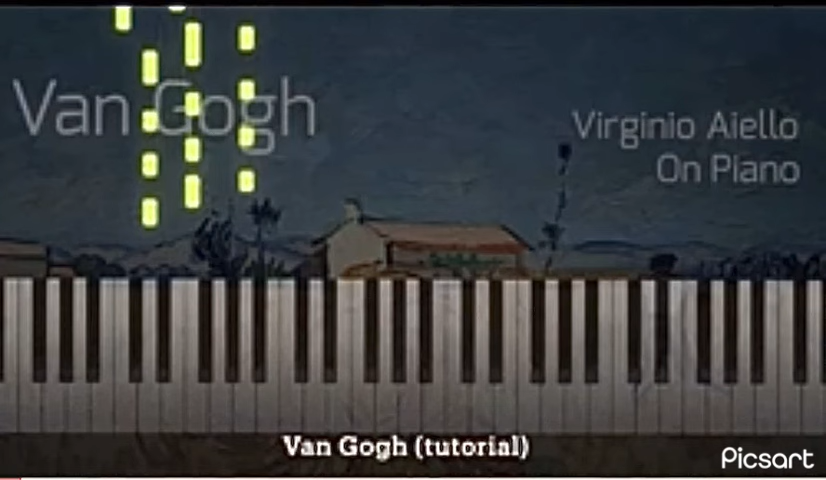 Van Gogh
Virginio Aiello
On Piano
Van Gogh (tutorial)
Picsart